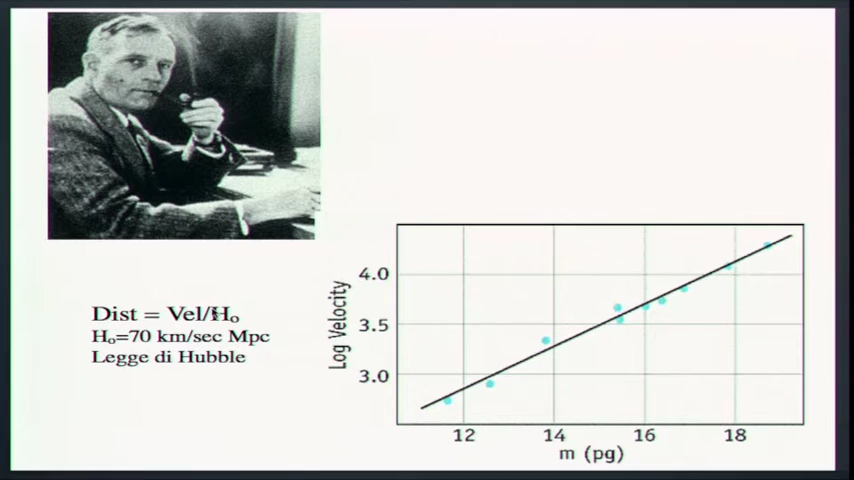 Dist = Vel/Ho
Ho=70 km/sec Mpc
Legge di Hubble
Log Velocity
4.0
3.5
3.0
12 14 16 18
m (pg)